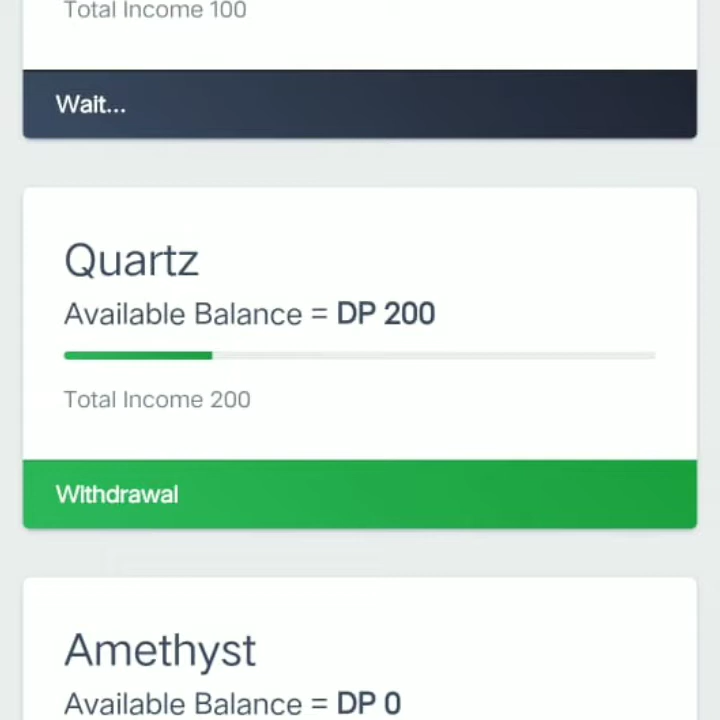 Total Income 100
Wait...
Quartz
Available Balance = DP 200
Total Income 200
WIthdrawal
Amethyst
Available Balance = DP 0